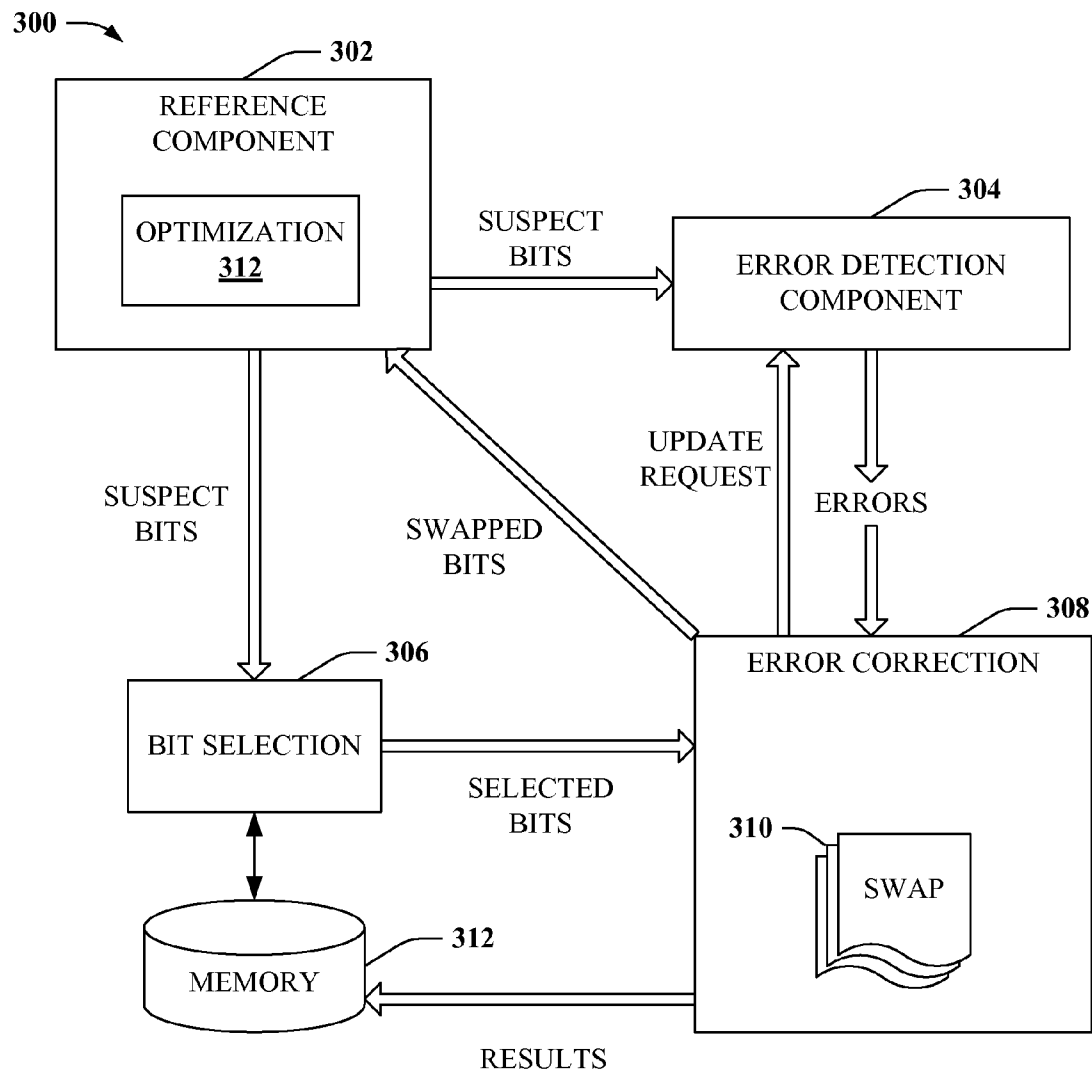 300
302
REFERENCE
COMPONENT
OPTIMIZATION
312
SUSPECT
BITS
304
ERROR DETECTION
COMPONENT
SUSPECT
BITS
SWAPPED
BITS
UPDATE
REQUEST
ERRORS
306
BIT SELECTION
SELECTED
BITS
308
ERROR CORRECTION
310
SWAP
312
MEMORY
RESULTS